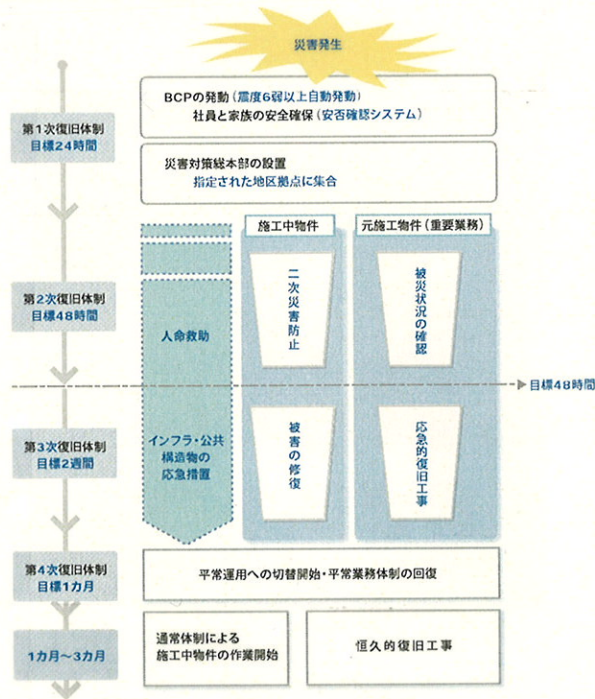 災害発生
第1次復旧体制
目標24時間
BCPの発動(震度6弱以上自動発動)
社員と家族の安全確保(安否確認システム)
災害対策総本部の設置
指定された地区拠点に集合
施工中物件
元施工物件(重要業務)
第2次復旧体制
目標48時間
人命救助
二次災害防止
被災状況の確認
目標48時間
第3次復旧体制
目標2週間
インフラ・公共
構造物の
応急措置
被害の修復
応急的復旧工事
第4次復旧体制
目標1カ月
平常運用への切替開始・平常業務体制の回復
1カ月～3カ月
通常体制による
施工中物件の作業開始
恒久的復旧工事